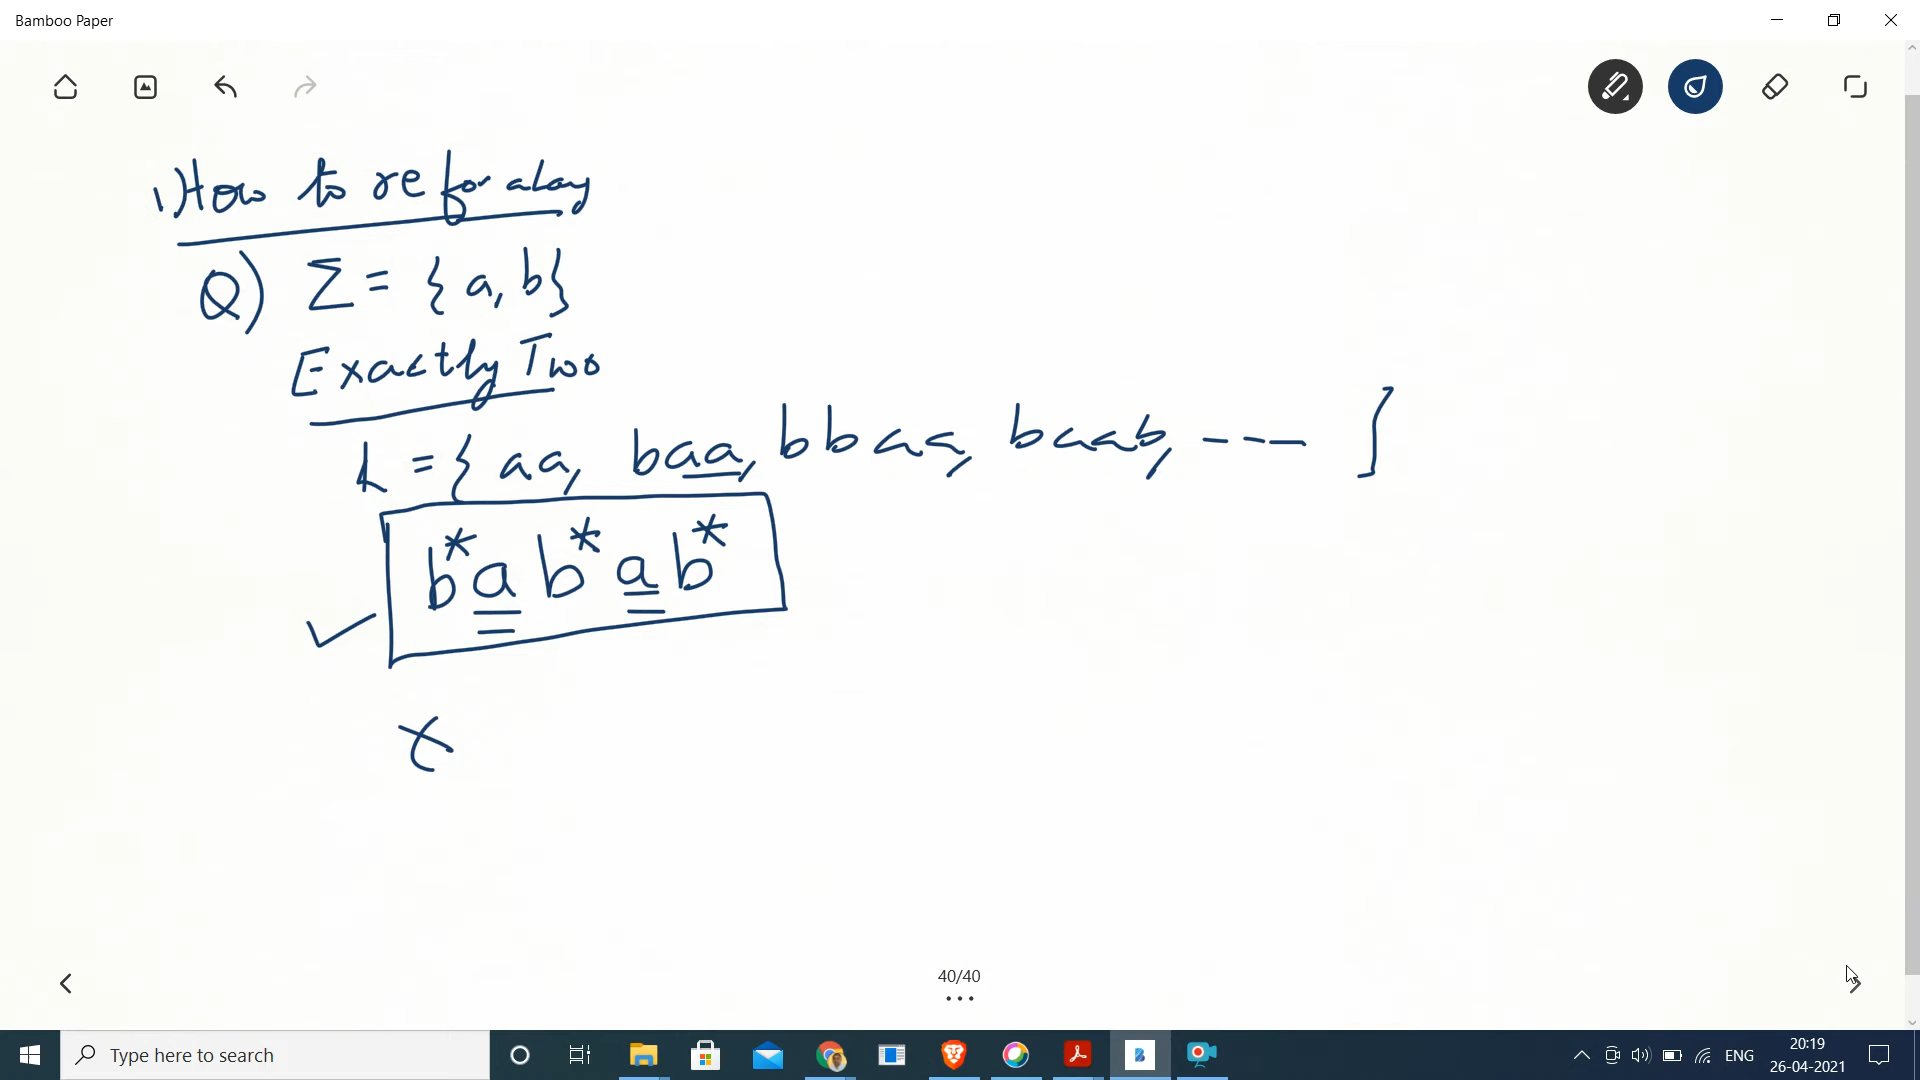 Bamboo Paper
1) How to re for a lang
Q) Σ = {a, b}
Exactly Two
L = { aa, baa, bbaa, baab, ---- }
b*ab*ab*
40/40
Type here to search
ENG
20:19
26-04-2021